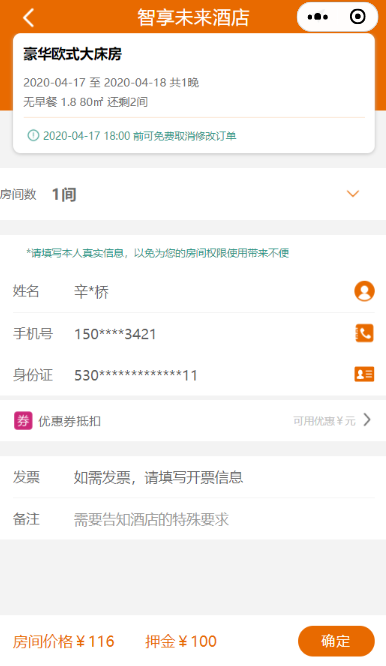 智享未来酒店
豪华欧式大床房
2020-04-17 至 2020-04-18 共1晚
无早餐 1.8 80㎡ 还剩2间
2020-04-17 18:00 前可免费取消修改订单
房间数 1间
*请填写本人真实信息，以免为您的房间权限使用带来不便
姓名 辛*桥
手机号 150****3421
身份证 530*************11
券 优惠券抵扣 可用优惠￥元
发票 如需发票，请填写开票信息
备注 需要告知酒店的特殊要求
房间价格￥116 押金￥100 确定